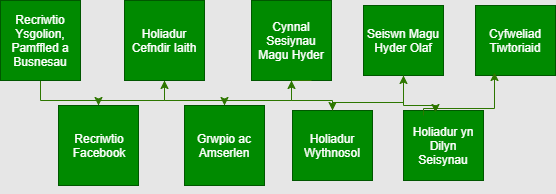 Recriwtio
Ysgolion,
Pamffled a
Busnesau
Holiadur
Cefndir Iaith
Cynnal
Sesiynau
Magu Hyder
Seiswn Magu
Hyder Olaf
Cyfweliad
Tiwtoriaid
Recriwtio
Facebook
Grwpio ac
Amserlen
Holiadur
Wythnosol
Holiadur yn
Dilyn
Seisynau